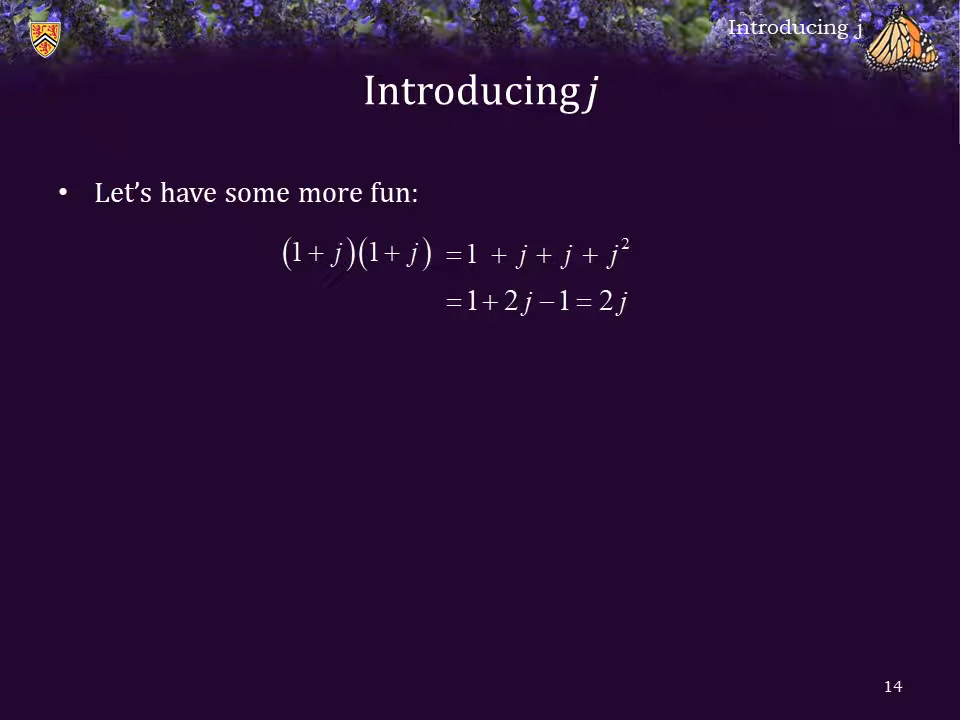 Introducing j
Introducing j
• Let’s have some more fun:
(1 + j)(1 + j) = 1 + j + j + j²
= 1 + 2j − 1 = 2j
14